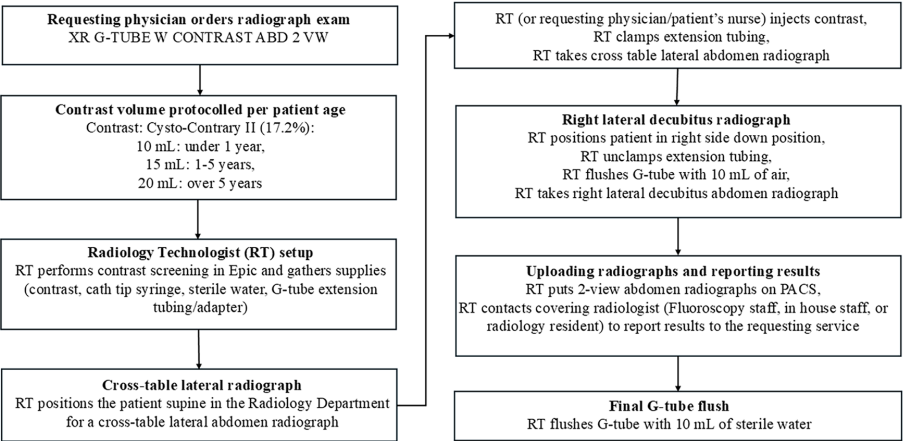 Requesting physician orders radiograph exam
XR G-TUBE W CONTRAST ABD 2 VW
Contrast volume protocolled per patient age
Contrast: Cysto-Contrary II (17.2%):
10 mL: under 1 year,
15 mL: 1-5 years,
20 mL: over 5 years
Radiology Technologist (RT) setup
RT performs contrast screening in Epic and gathers supplies
(contrast, cath tip syringe, sterile water, G-tube extension
tubing/adapter)
Cross-table lateral radiograph
RT positions the patient supine in the Radiology Department
for a cross-table lateral abdomen radiograph
RT (or requesting physician/patient's nurse) injects contrast,
RT clamps extension tubing,
RT takes cross table lateral abdomen radiograph
Right lateral decubitus radiograph
RT positions patient in right side down position,
RT unclamps extension tubing,
RT flushes G-tube with 10 mL of air,
RT takes right lateral decubitus abdomen radiograph
Uploading radiographs and reporting results
RT puts 2-view abdomen radiographs on PACS,
RT contacts covering radiologist (Fluoroscopy staff, in house staff, or
radiology resident) to report results to the requesting service
Final G-tube flush
RT flushes G-tube with 10 mL of sterile water